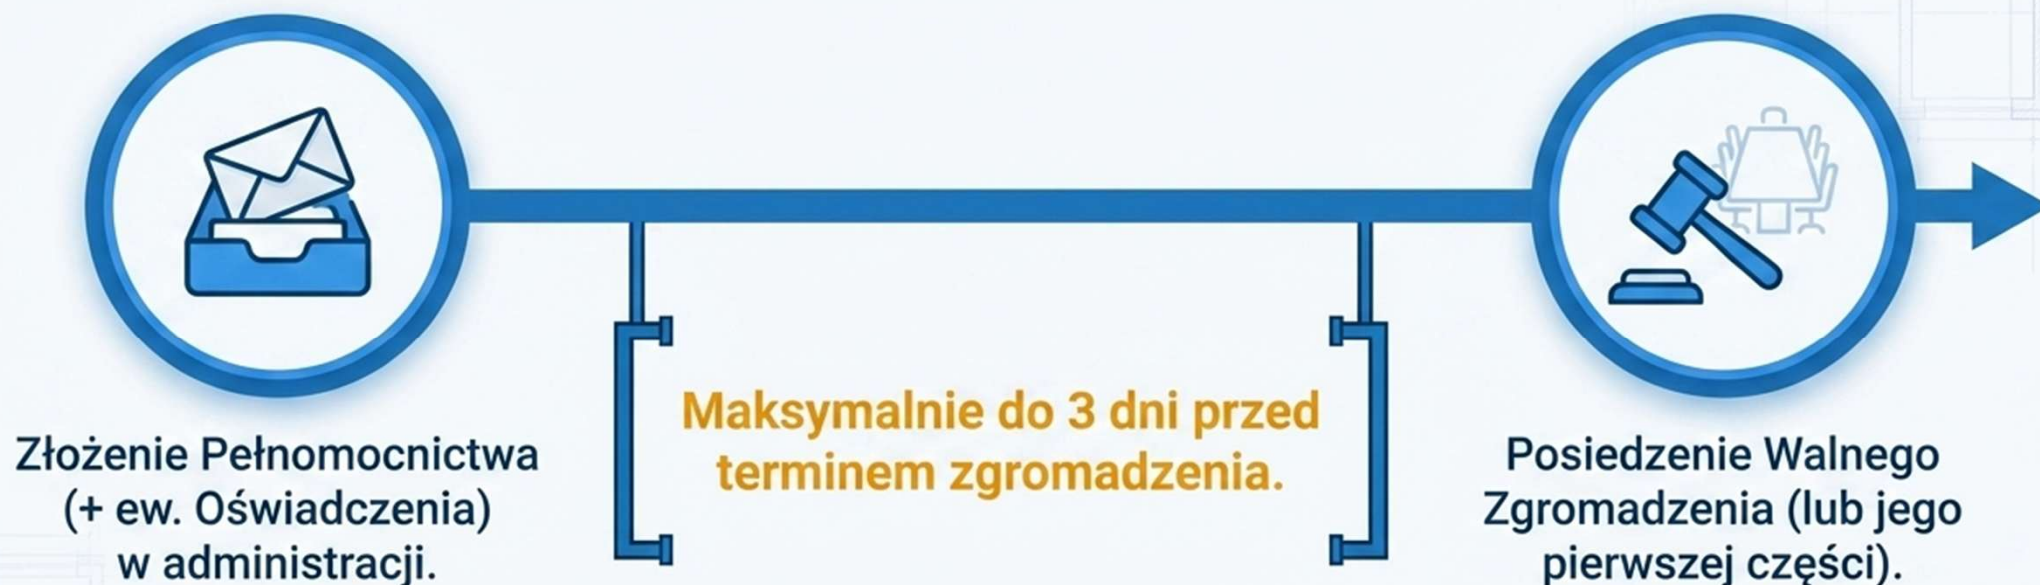 Złożenie Pełnomocnictwa
(+ ew. Oświadczenia)
w administracji.
Maksymalnie do 3 dni przed
terminem zgromadzenia.
Posiedzenie Walnego
Zgromadzenia (lub jego
pierwszej części).